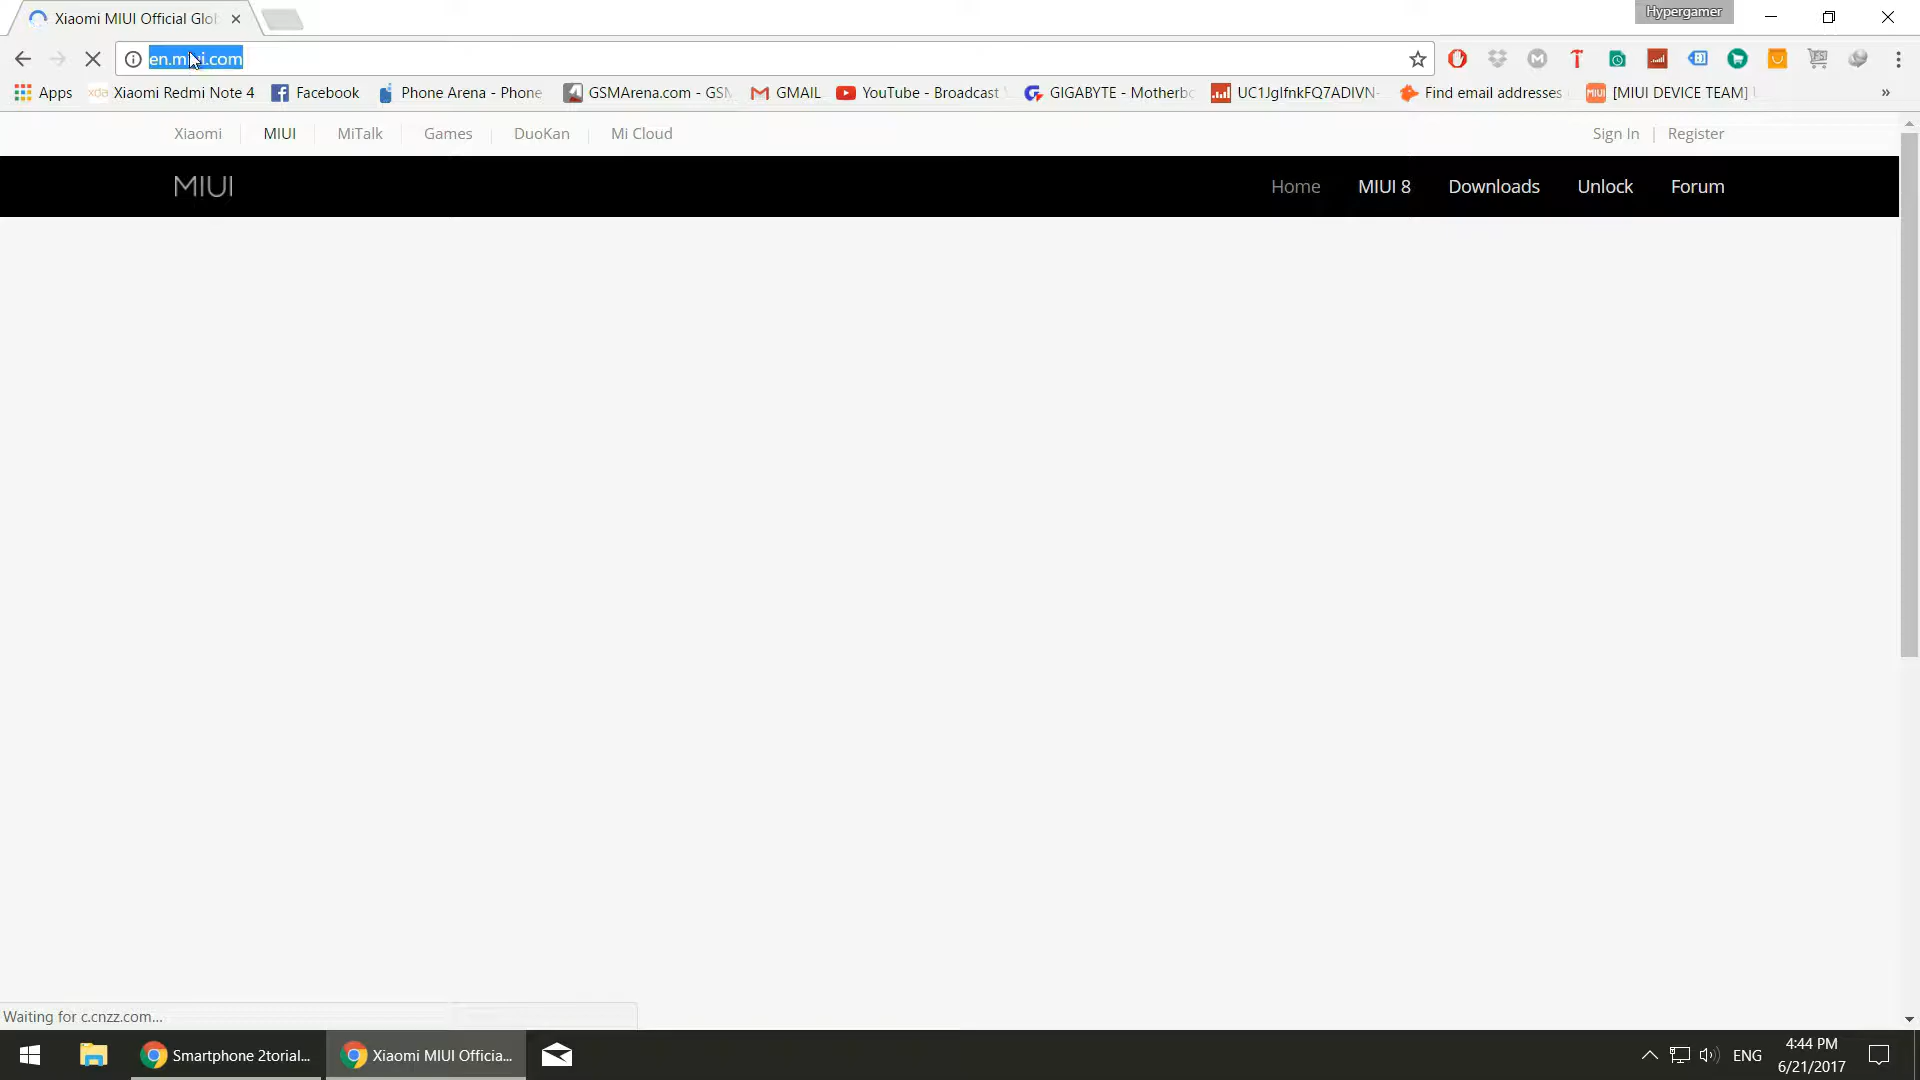 Xiaomi MIUI Official Glo
Hypergamer
en.miui.com
Apps Xiaomi Redmi Note 4 Facebook Phone Arena - Phone GSMArena.com - GSM GMAIL YouTube - Broadcast GIGABYTE - Motherb UC1JgIfnkFQ7ADIVN- Find email addresses [MIUI DEVICE TEAM] »
Xiaomi MIUI MiTalk Games DuoKan Mi Cloud Sign In | Register
MIUI Home MIUI 8 Downloads Unlock Forum
Waiting for c.cnzz.com...
Smartphone 2torial... Xiaomi MIUI Officia... ENG 4:44 PM
6/21/2017